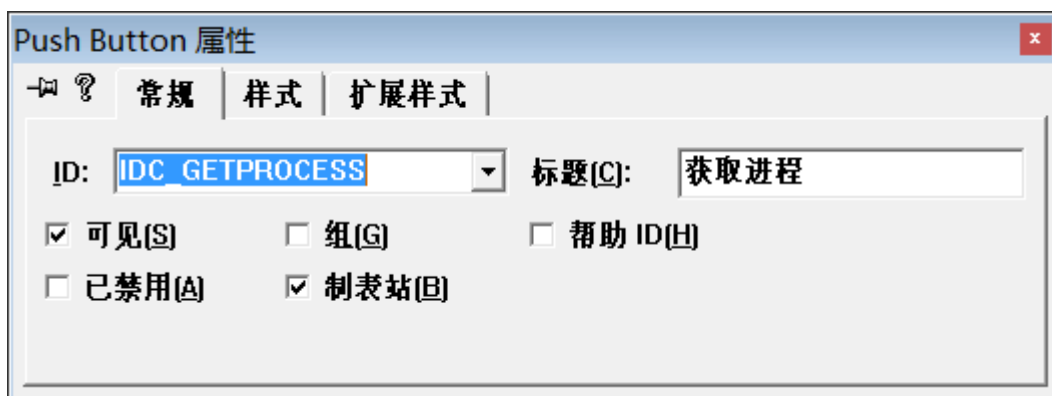 Push Button 属性
常规 样式 扩展样式
ID: IDC_GETPROCESS 标题(C): 获取进程
可见(S) 组(G) 帮助 ID(H)
已禁用(A) 制表站(B)